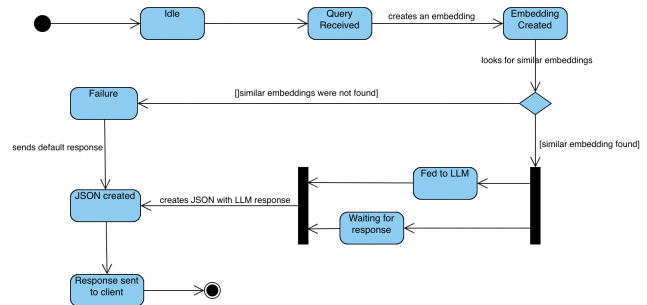 Idle
Query
Received
creates an embedding
Embedding
Created
looks for similar embeddings
Failure
[]similar embeddings were not found]
sends default response
[similar embedding found]
Fed to LLM
JSON created
creates JSON with LLM response
Waiting for
response
Response sent
to client